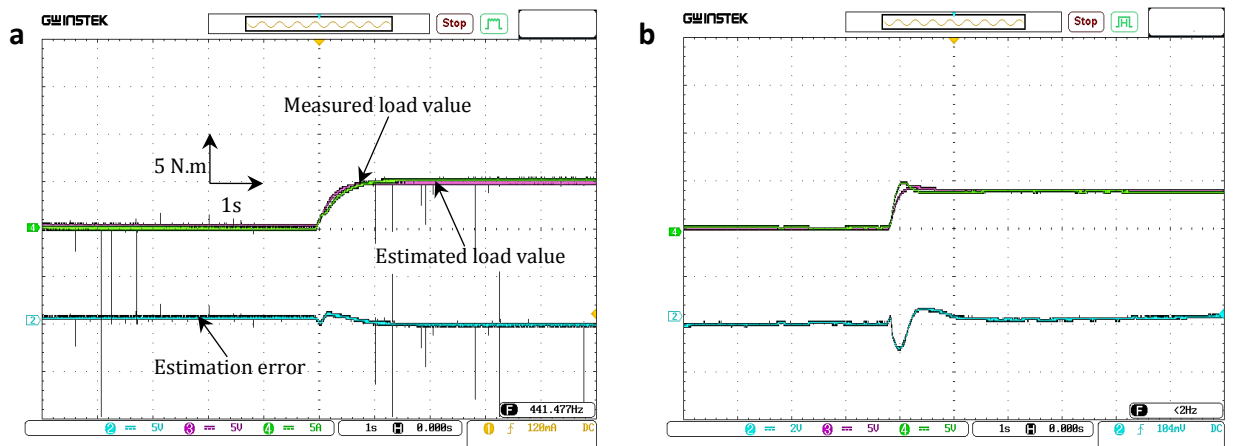 a
GWINSTEK
Stop
Measured load value
5 N.m
1s
4
Estimated load value
2
Estimation error
F 441.477Hz
2 5V 3 5V 4 5A 1s H 0.000s 1 120mA DC
b
GWINSTEK
Stop
H
4
2
F <2Hz
2 2V 3 5V 4 5V 1s H 0.000s 2 104mV DC